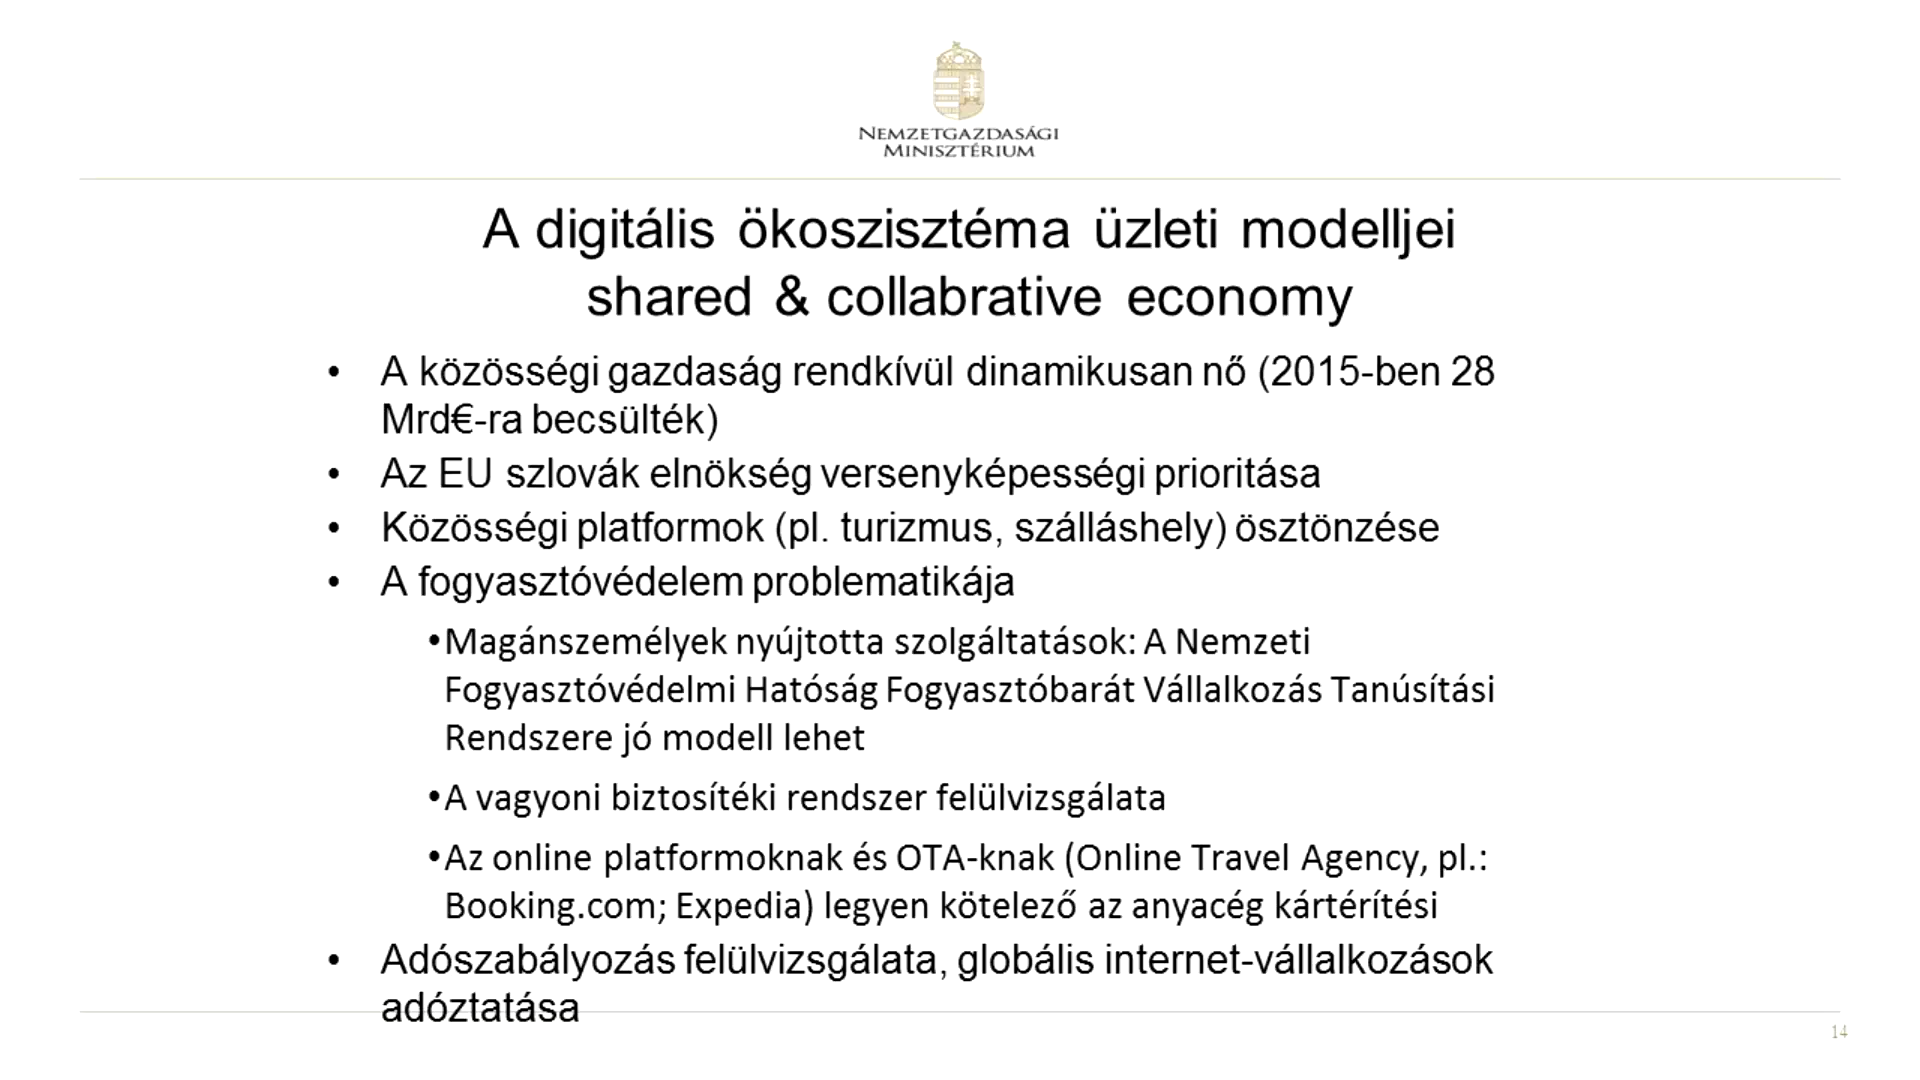 NEMZETGAZDASÁGI
MINISZTÉRIUM
A digitális ökoszisztéma üzleti modelljei
shared & collabrative economy
• A közösségi gazdaság rendkívül dinamikusan nő (2015-ben 28
Mrd€-ra becsülték)
• Az EU szlovák elnökség versenyképességi prioritása
• Közösségi platformok (pl. turizmus, szálláshely) ösztönzése
• A fogyasztóvédelem problematikája
•Magánszemélyek nyújtotta szolgáltatások: A Nemzeti
Fogyasztóvédelmi Hatóság Fogyasztóbarát Vállalkozás Tanúsítási
Rendszere jó modell lehet
•A vagyoni biztosítéki rendszer felülvizsgálata
•Az online platformoknak és OTA-knak (Online Travel Agency, pl.:
Booking.com; Expedia) legyen kötelező az anyacég kártérítési
• Adószabályozás felülvizsgálata, globális internet-vállalkozások
adóztatása
14